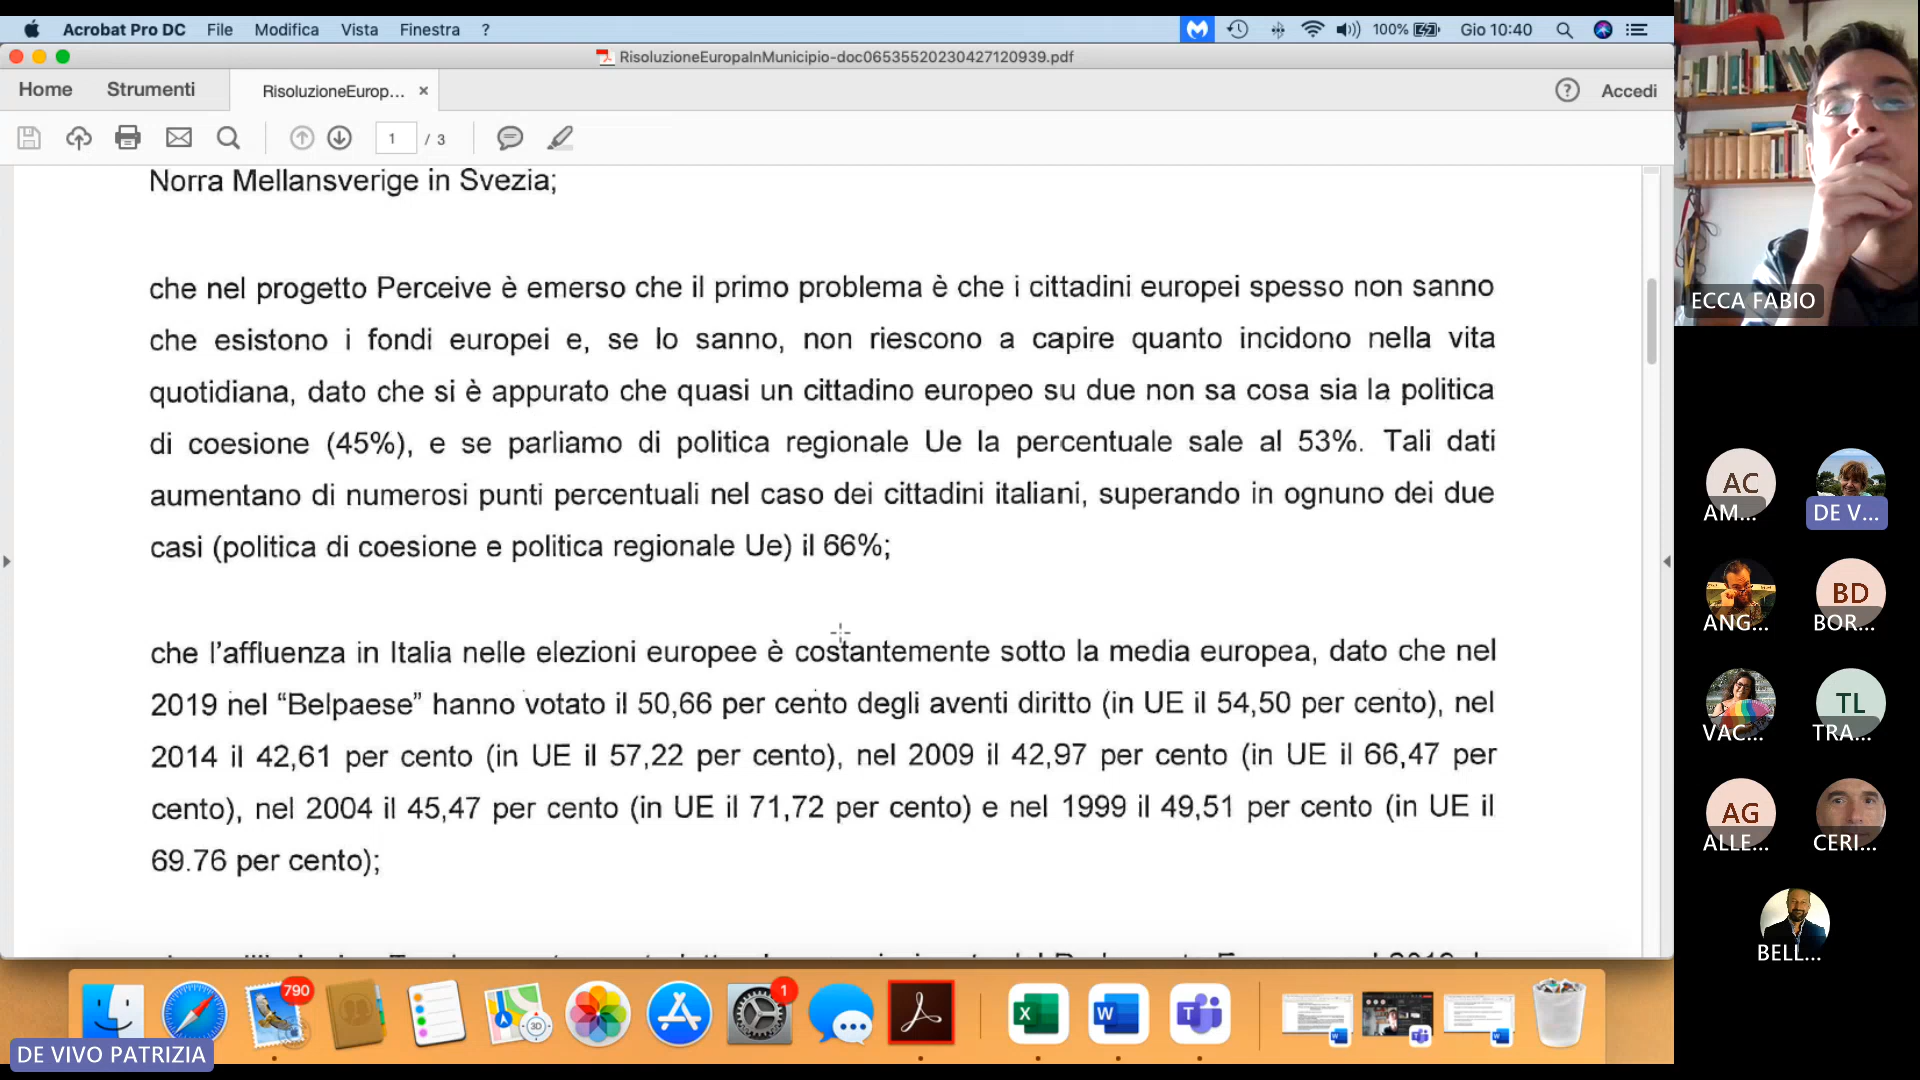 Acrobat Pro DC File Modifica Vista Finestra ?
100% Gio 10:40
RisoluzioneEuropaInMunicipio-doc06535520230427120939.pdf
Home Strumenti RisoluzioneEurop... × ? Accedi
1 / 3
Norra Mellansverige in Svezia;
che nel progetto Perceive è emerso che il primo problema è che i cittadini europei spesso non sanno
che esistono i fondi europei e, se lo sanno, non riescono a capire quanto incidono nella vita
quotidiana, dato che si è appurato che quasi un cittadino europeo su due non sa cosa sia la politica
di coesione (45%), e se parliamo di politica regionale Ue la percentuale sale al 53%. Tali dati
aumentano di numerosi punti percentuali nel caso dei cittadini italiani, superando in ognuno dei due
casi (politica di coesione e politica regionale Ue) il 66%;
che l'affluenza in Italia nelle elezioni europee è costantemente sotto la media europea, dato che nel
2019 nel “Belpaese” hanno votato il 50,66 per cento degli aventi diritto (in UE il 54,50 per cento), nel
2014 il 42,61 per cento (in UE il 57,22 per cento), nel 2009 il 42,97 per cento (in UE il 66,47 per
cento), nel 2004 il 45,47 per cento (in UE il 71,72 per cento) e nel 1999 il 49,51 per cento (in UE il
69.76 per cento);
790
3D
1
X
W
T
DE VIVO PATRIZIA
ECCA FABIO
AC
AM...
DE V...
ANG...
BD
BOR...
VAC...
TL
TRA...
AG
ALLE...
CERI...
BELL...